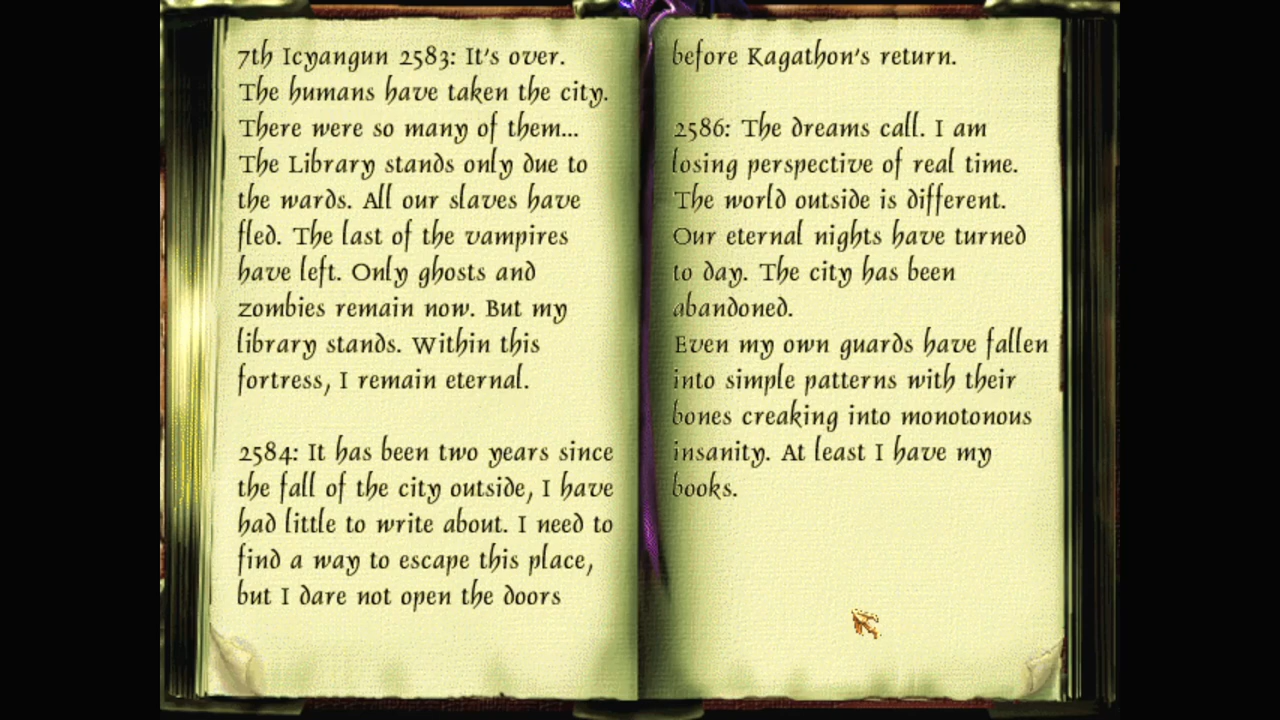 7th Icyangun 2583: It's over.
The humans have taken the city.
There were so many of them...
The Library stands only due to
the wards. All our slaves have
fled. The last of the vampires
have left. Only ghosts and
zombies remain now. But my
library stands. Within this
fortress, I remain eternal.
2584: It has been two years since
the fall of the city outside, I have
had little to write about. I need to
find a way to escape this place,
but I dare not open the doors
before Kagathon's return.
2586: The dreams call. I am
losing perspective of real time.
The world outside is different.
Our eternal nights have turned
to day. The city has been
abandoned.
Even my own guards have fallen
into simple patterns with their
bones creaking into monotonous
insanity. At least I have my
books.